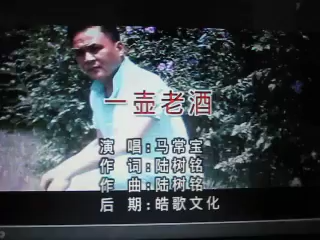 一壶老酒
演 唱:马常宝
作 词:陆树铭
作 曲:陆树铭
后 期:皓歌文化